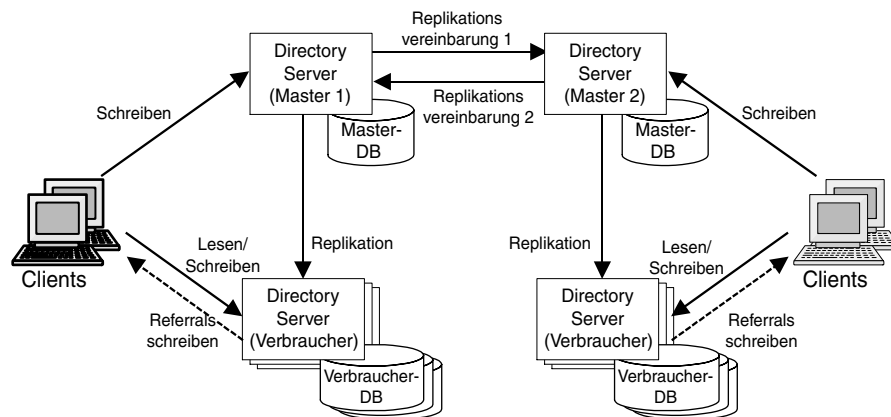 Replikations
vereinbarung 1
Directory
Server
(Master 1)
Directory
Server
(Master 2)
Replikations
vereinbarung 2
Schreiben
Schreiben
Master-
DB
Master-
DB
Lesen/
Schreiben
Replikation
Replikation
Lesen/
Schreiben
Clients
Clients
Directory
Server
(Verbraucher)
Directory
Server
(Verbraucher)
Referrals
schreiben
Referrals
schreiben
Verbraucher-
DB
Verbraucher-
DB